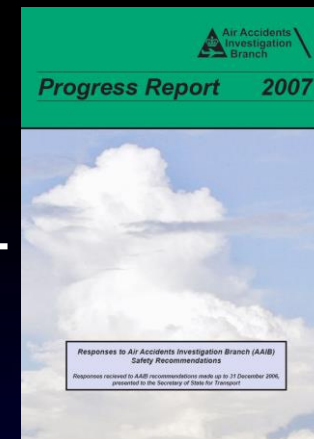 Air Accidents
Investigation
Branch
Progress Report 2007
Responses to Air Accidents Investigation Branch (AAIB)
Safety Recommendations
Responses recieved to AAIB recommendations made up to 31 December 2006,
presented to the Secretary of State for Transport